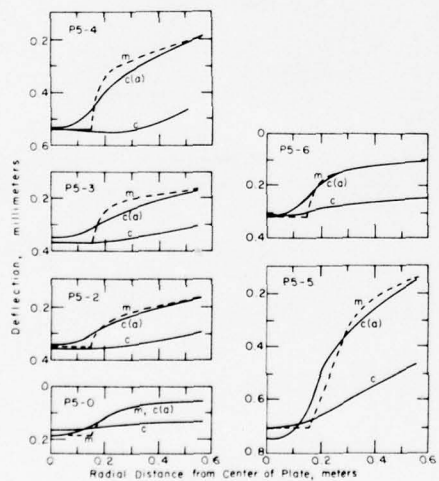 P5-4
0.2
0.4
0.6
m
c(a)
c
P5-3
0.2
0.4
m
c(a)
c
P5-2
0.2
0.4
m
c(a)
c
P5-0
0
0.2
m, c(a)
c
m
0 0.2 0.4 0.6
P5-6
0
0.2
0.4
m
c(a)
c
P5-5
0.2
0.4
0.6
0.8
m
c(a)
c
0 0.2 0.4 0.6
Deflection, millimeters
Radial Distance from Center of Plate, meters